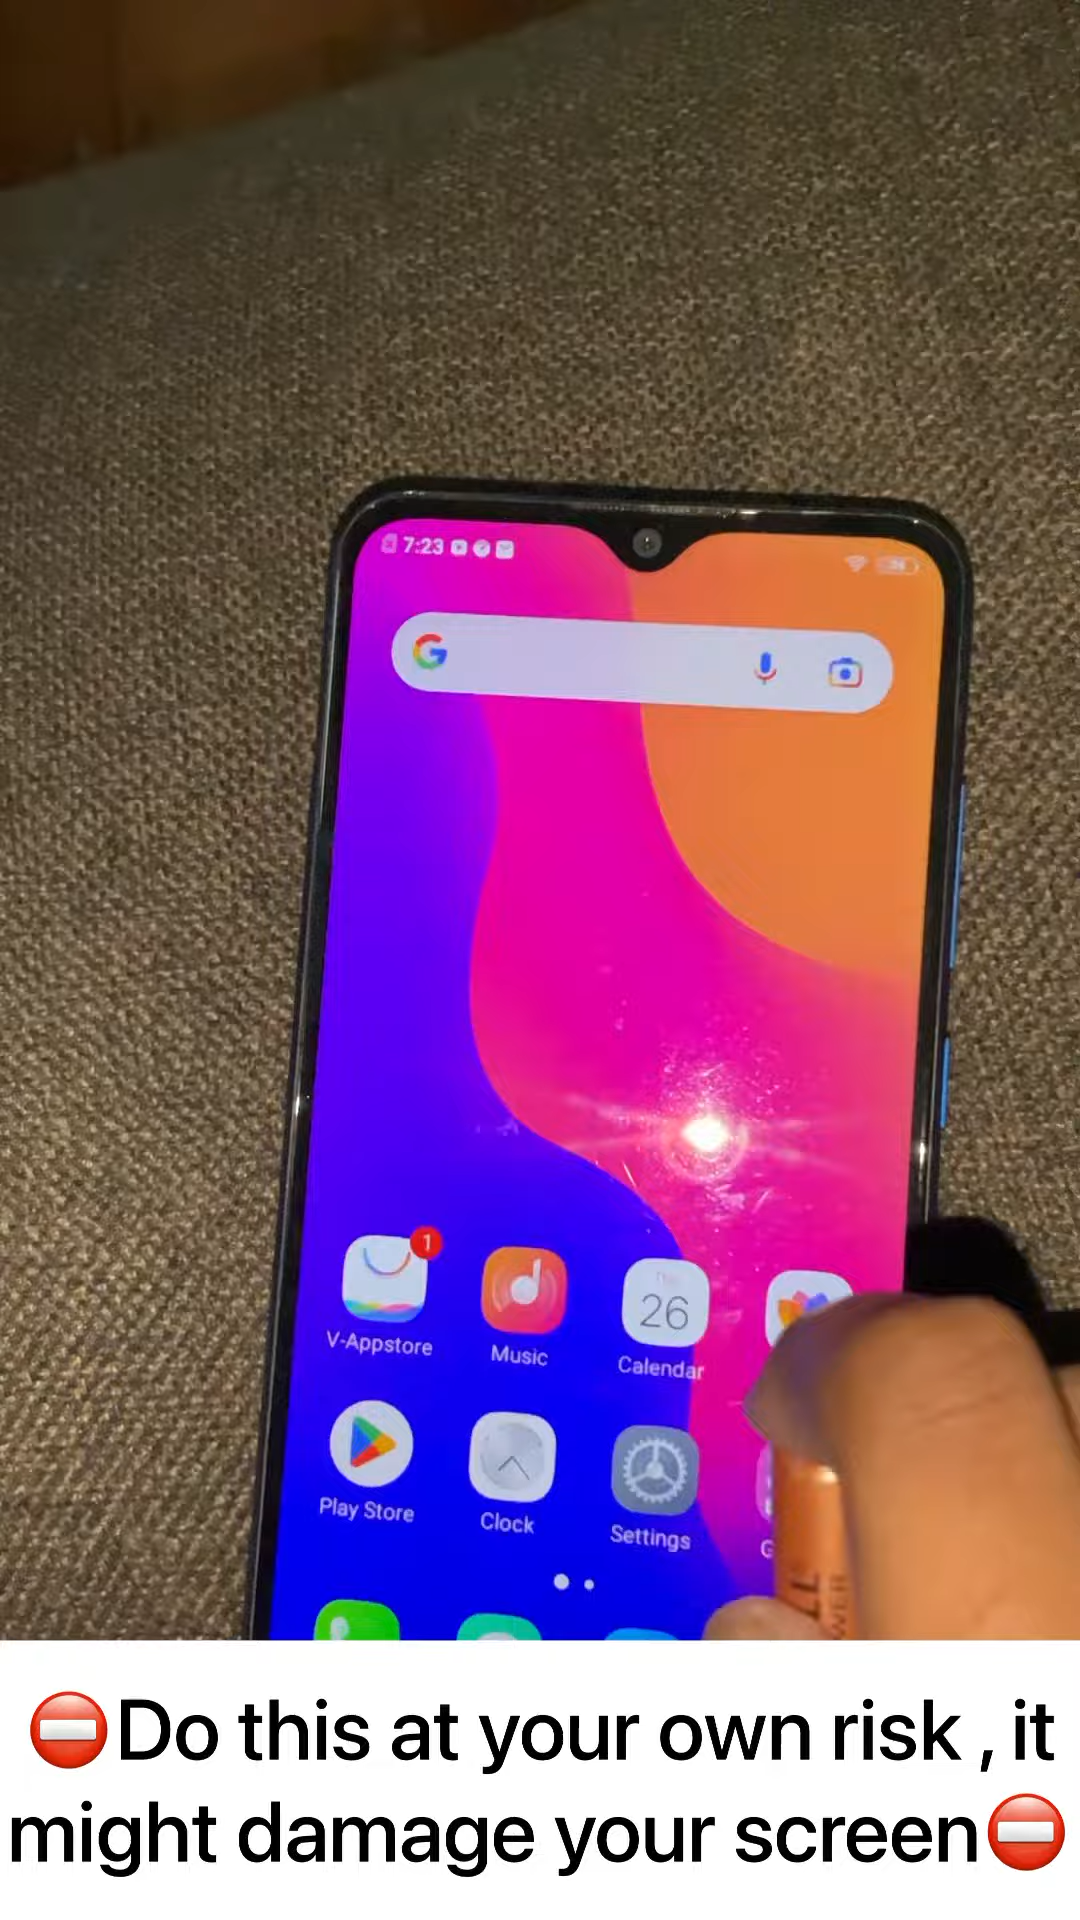 7:23
1
26
V-Appstore
Music
Calendar
Play Store
Clock
Settings
G
⛔Do this at your own risk , it
might damage your screen⛔